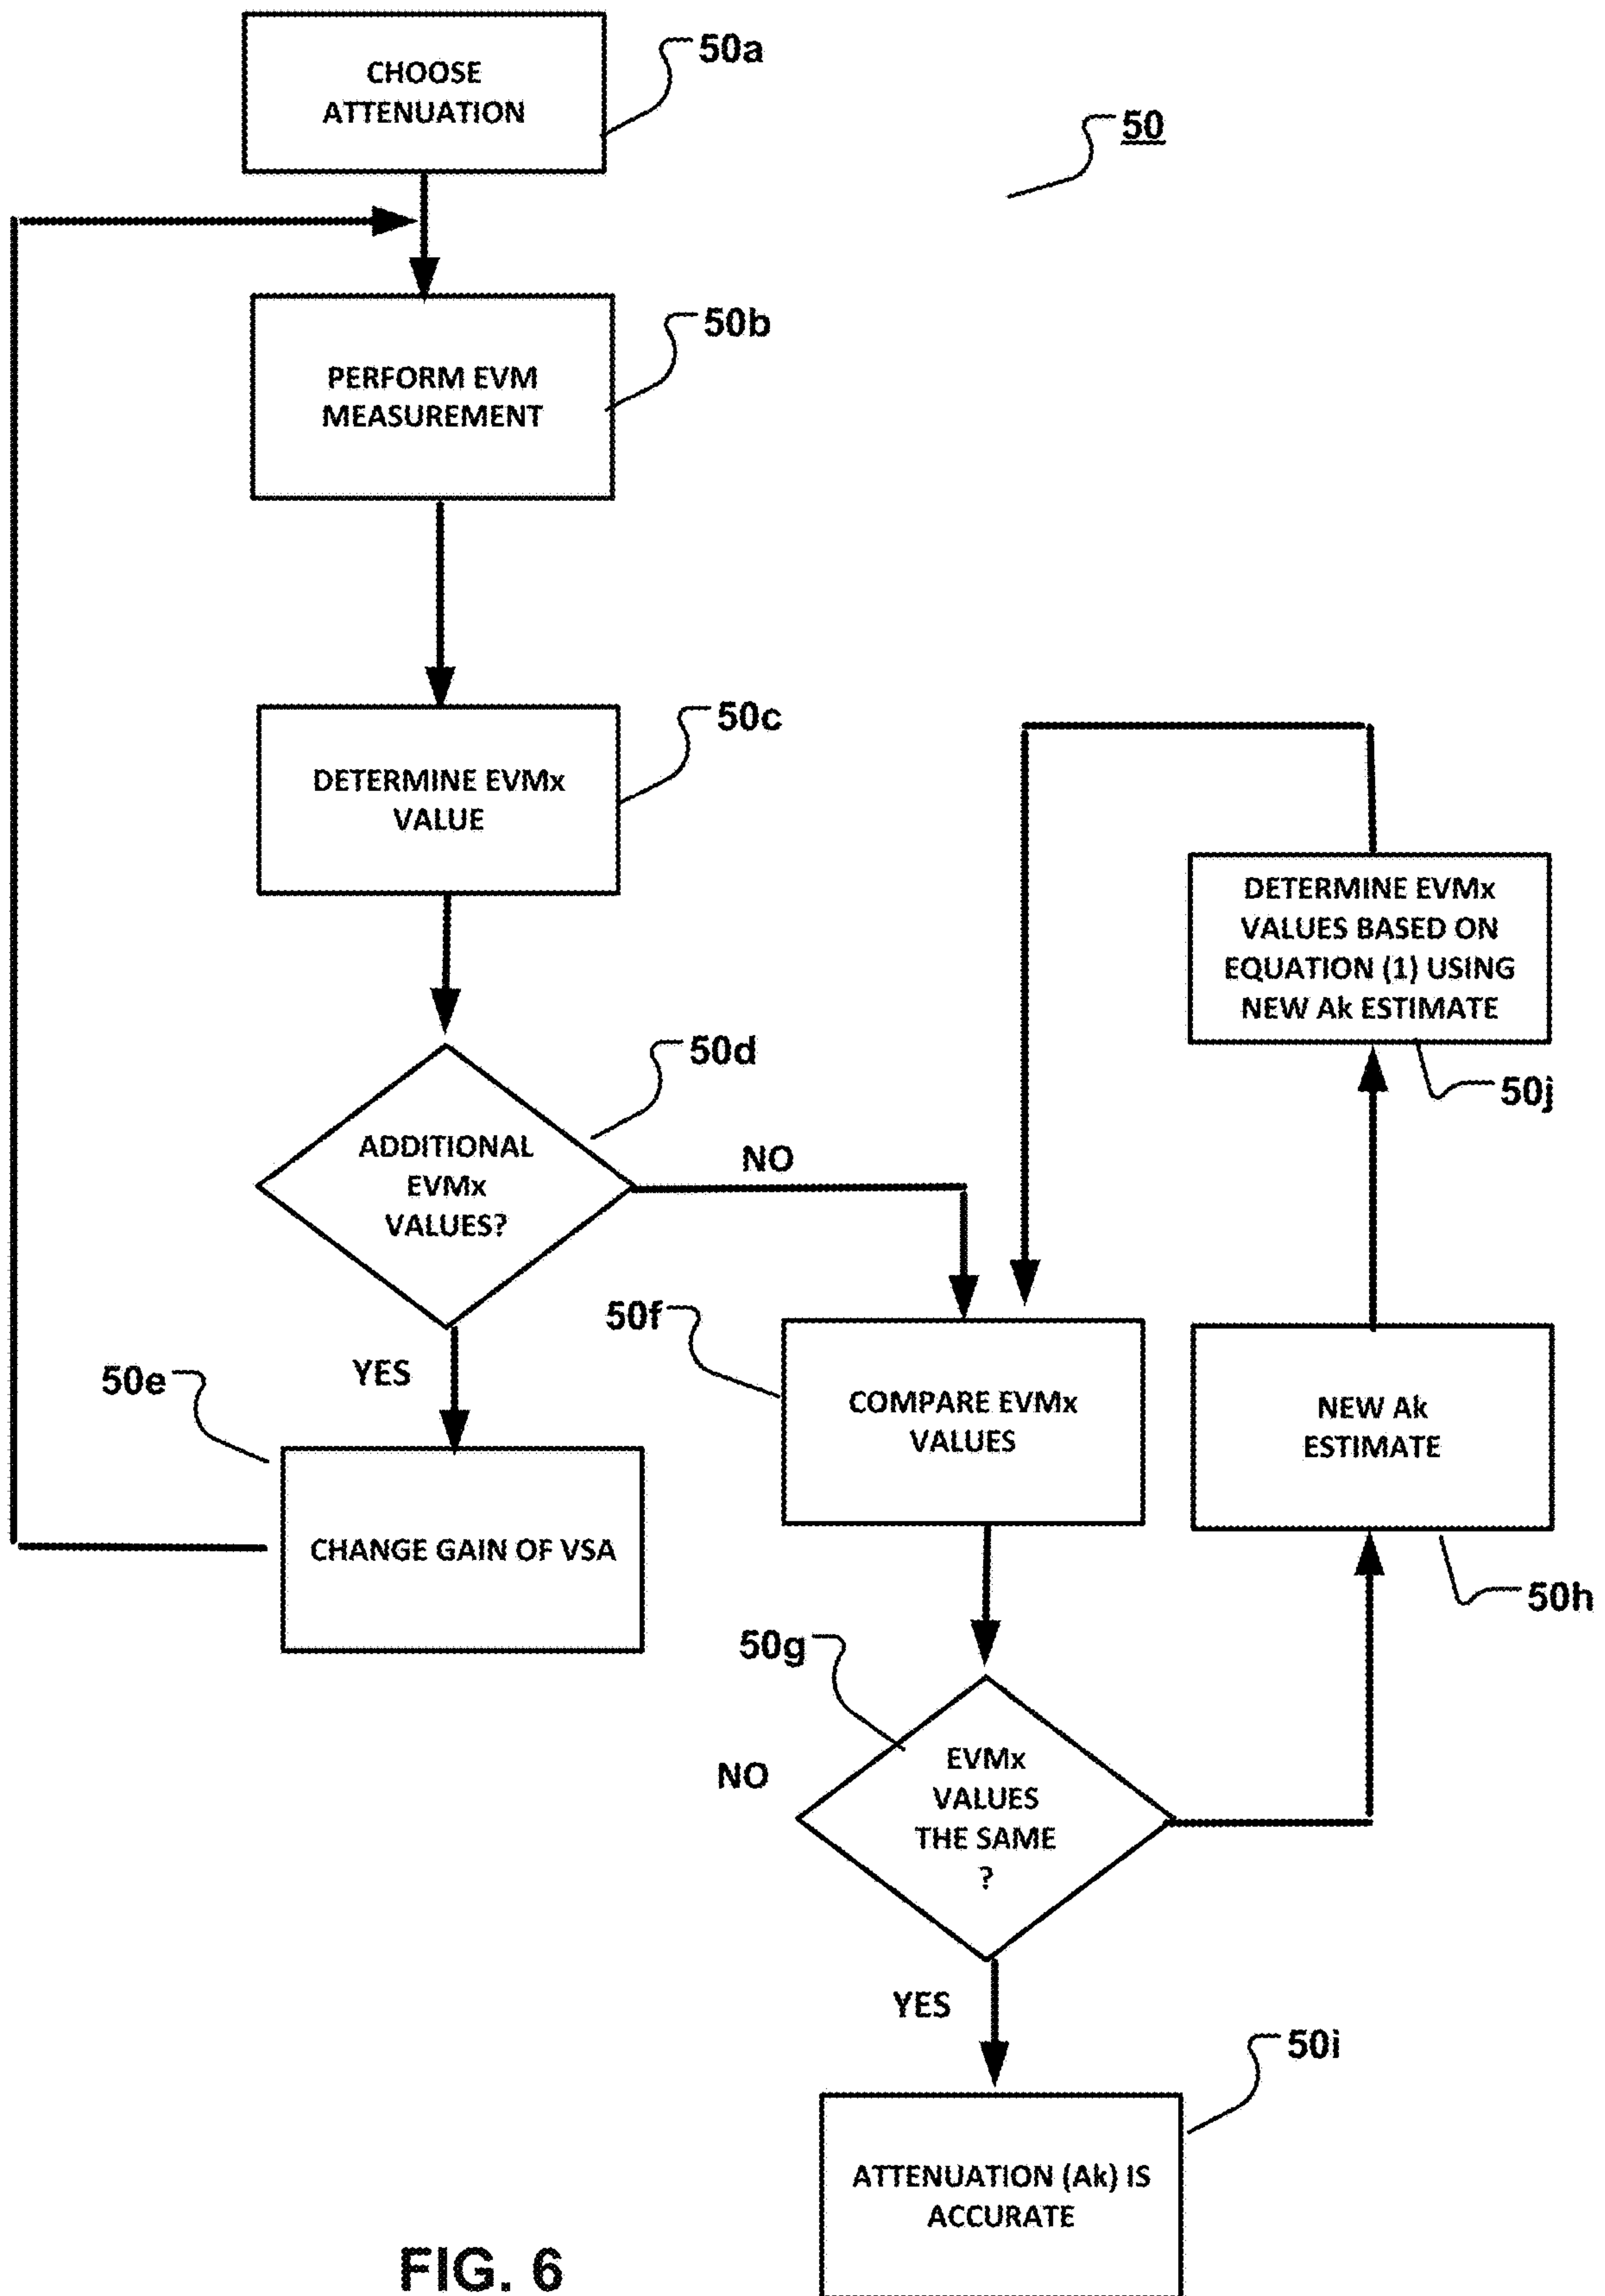 CHOOSE
ATTENUATION
50a
50
PERFORM EVM
MEASUREMENT
50b
DETERMINE EVMx
VALUE
50c
DETERMINE EVMx
VALUES BASED ON
EQUATION (1) USING
NEW Ak ESTIMATE
50j
ADDITIONAL
EVMx
VALUES?
50d
NO
YES
50e
CHANGE GAIN OF VSA
50f
COMPARE EVMx
VALUES
NEW Ak
ESTIMATE
50h
50g
NO
EVMx
VALUES
THE SAME
?
YES
50i
ATTENUATION (Ak) IS
ACCURATE
FIG. 6